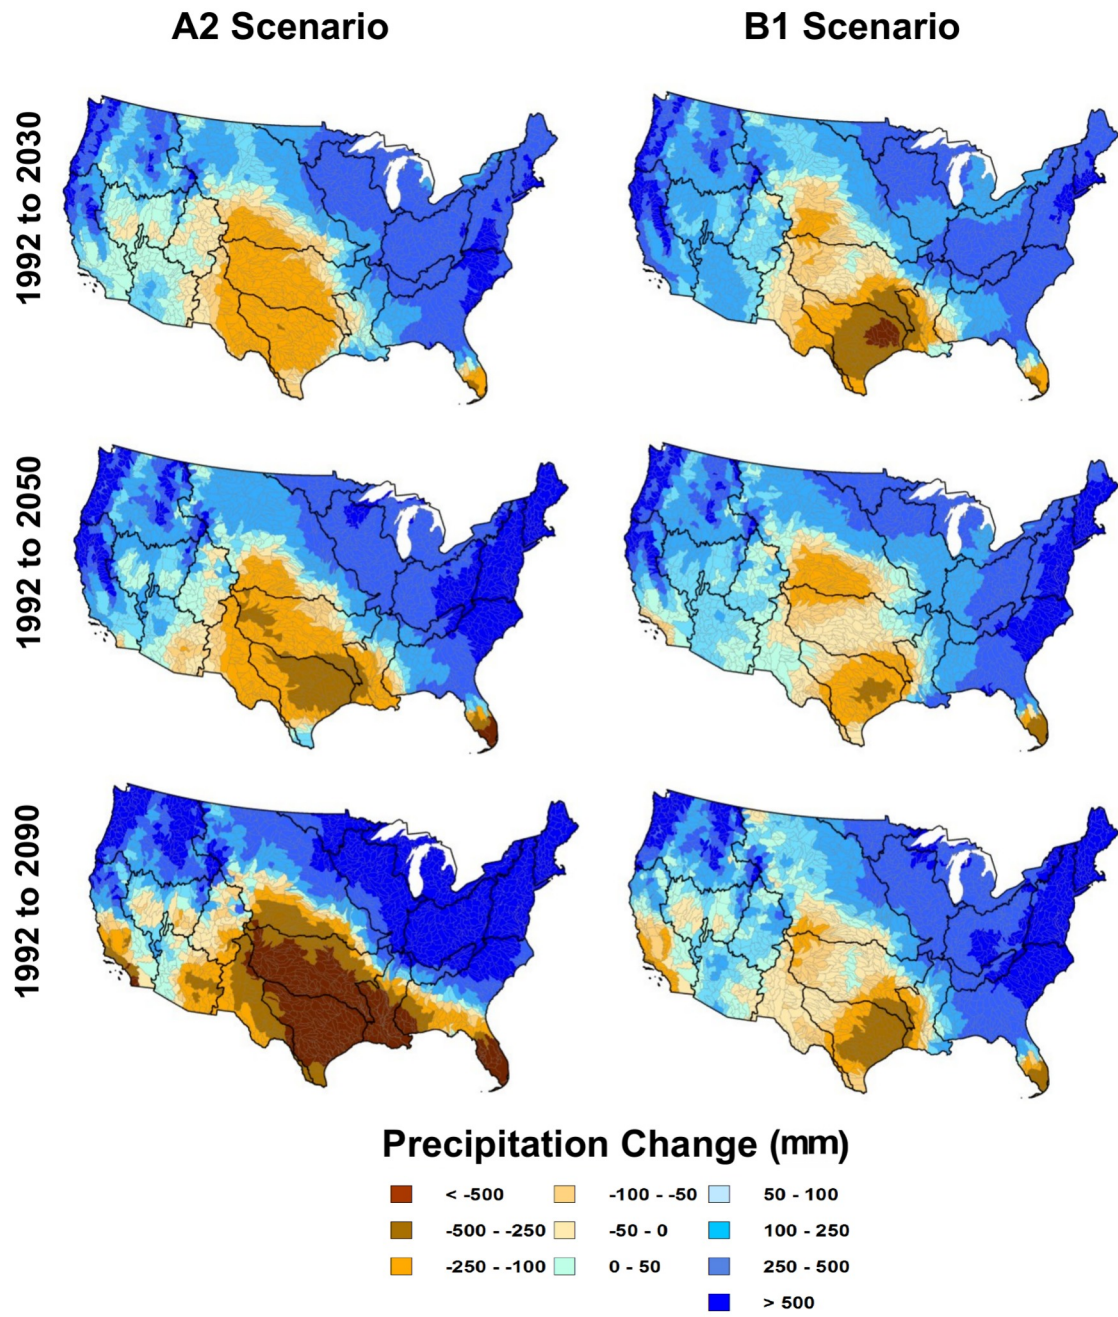 A2 Scenario
B1 Scenario
1992 to 2030
1992 to 2050
1992 to 2090
Precipitation Change (mm)
< -500
-500 - -250
-250 - -100
-100 - -50
-50 - 0
0 - 50
50 - 100
100 - 250
250 - 500
> 500